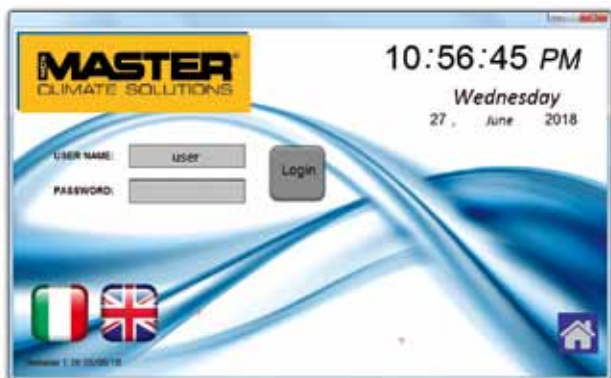 MASTER
CLIMATE SOLUTIONS
10:56:45 PM
Wednesday
27 , June 2018
USER NAME: user
PASSWORD:
Login